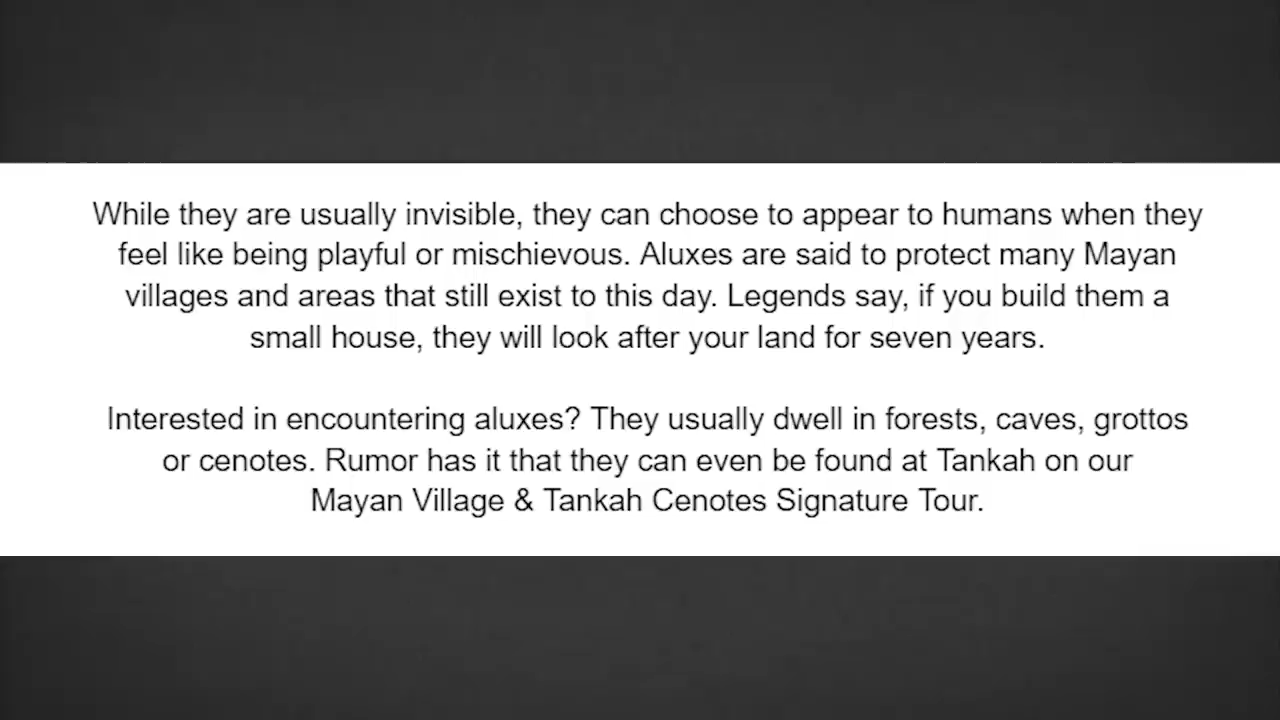 While they are usually invisible, they can choose to appear to humans when they
feel like being playful or mischievous. Aluxes are said to protect many Mayan
villages and areas that still exist to this day. Legends say, if you build them a
small house, they will look after your land for seven years.
Interested in encountering aluxes? They usually dwell in forests, caves, grottos
or cenotes. Rumor has it that they can even be found at Tankah on our
Mayan Village & Tankah Cenotes Signature Tour.